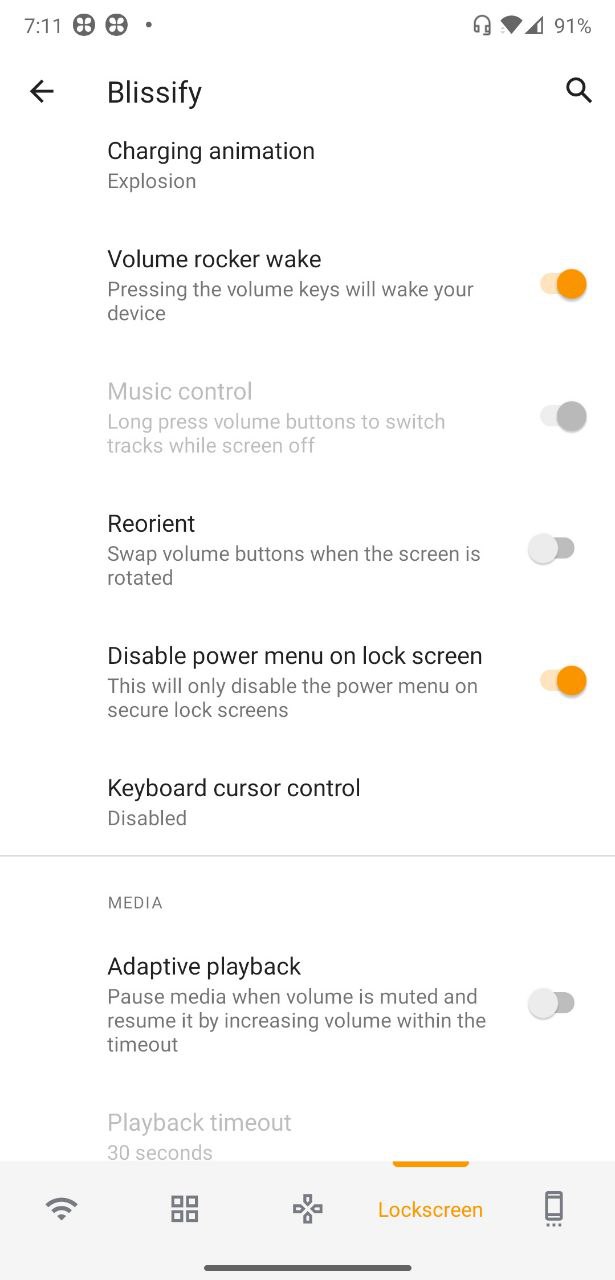 7:11
91%
Blissify
Charging animation
Explosion
Volume rocker wake
Pressing the volume keys will wake your
device
Music control
Long press volume buttons to switch
tracks while screen off
Reorient
Swap volume buttons when the screen is
rotated
Disable power menu on lock screen
This will only disable the power menu on
secure lock screens
Keyboard cursor control
Disabled
MEDIA
Adaptive playback
Pause media when volume is muted and
resume it by increasing volume within the
timeout
Playback timeout
30 seconds
Lockscreen